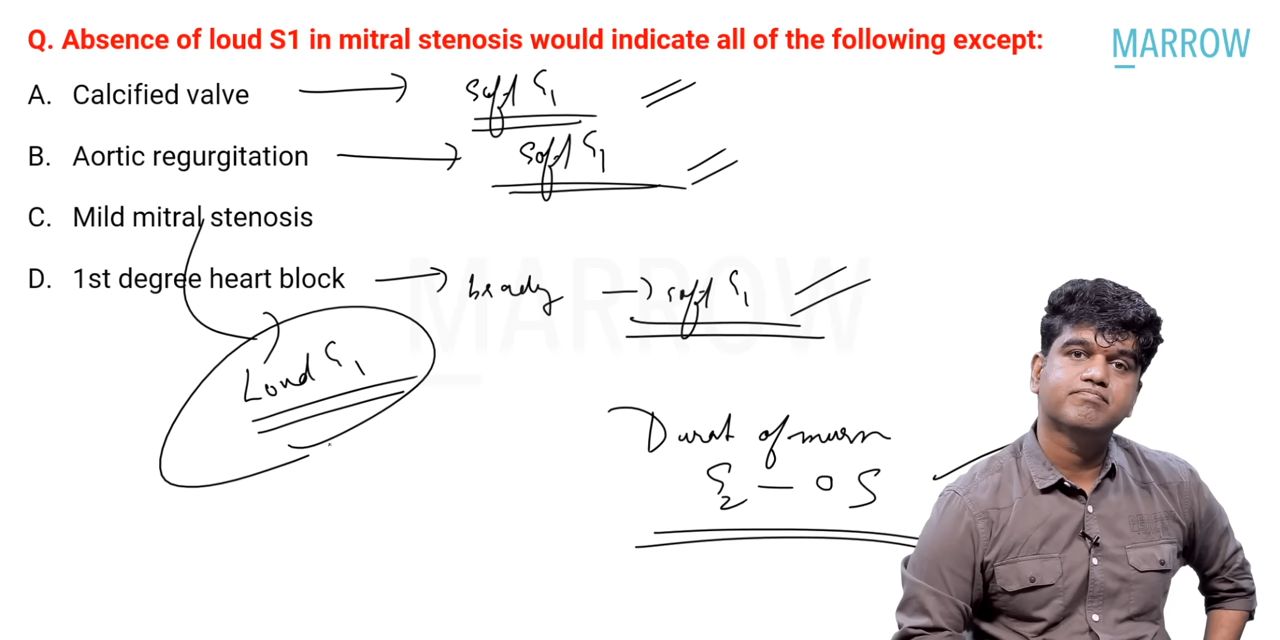 Q. Absence of loud S1 in mitral stenosis would indicate all of the following except:
MARROW
A. Calcified valve → soft S1
B. Aortic regurgitation → soft S1
C. Mild mitral stenosis
D. 1st degree heart block → brady → soft S1
MARROW
Loud S1
Durat of murm
S2 – OS